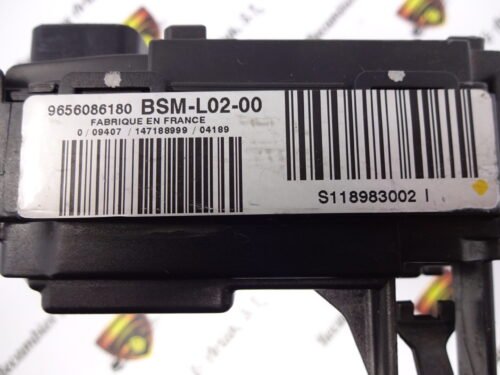 9656086180 BSM-L02-00
FABRIQUE EN FRANCE
0 / 09407 / 147188999 / 04189
S118983002 I